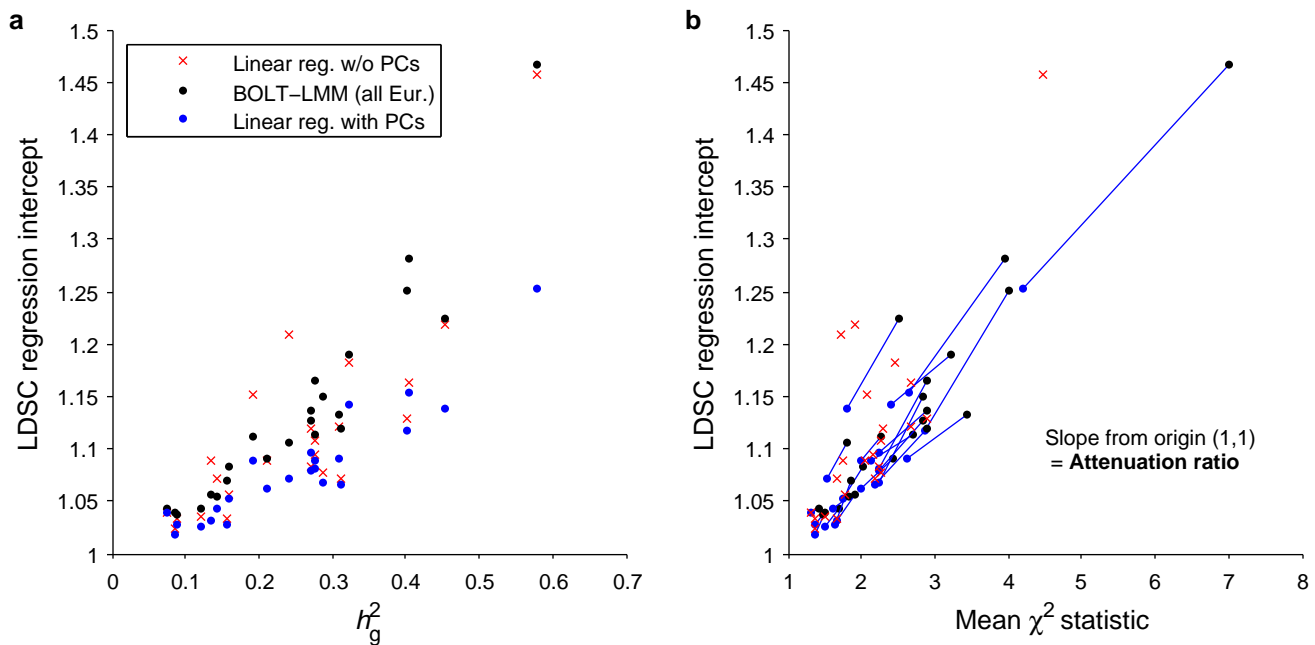 a
LDSC regression intercept
1.5
1.45
1.4
1.35
1.3
1.25
1.2
1.15
1.1
1.05
1
Linear reg. w/o PCs
BOLT−LMM (all Eur.)
Linear reg. with PCs
0 0.1 0.2 0.3 0.4 0.5 0.6 0.7
h²g
b
LDSC regression intercept
1.5
1.45
1.4
1.35
1.3
1.25
1.2
1.15
1.1
1.05
1
Slope from origin (1,1)
= Attenuation ratio
1 2 3 4 5 6 7 8
Mean χ² statistic